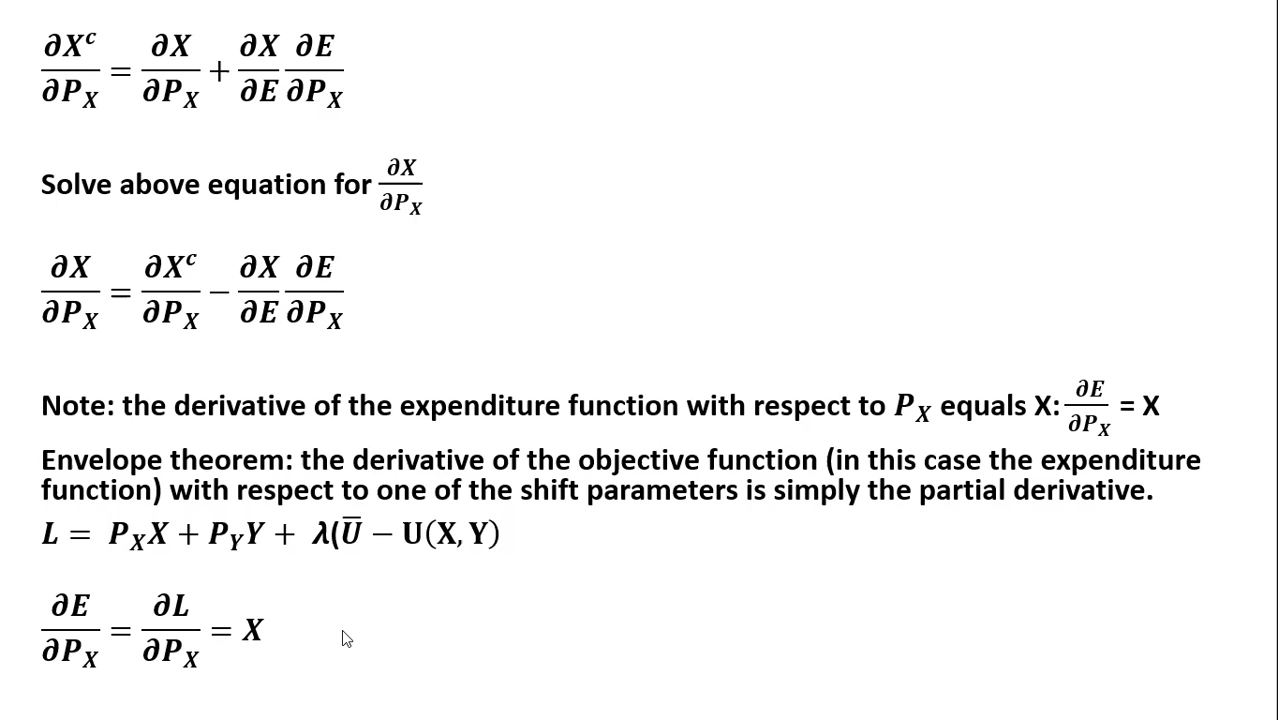 ∂Xᶜ/∂P_X = ∂X/∂P_X + ∂X/∂E ∂E/∂P_X
Solve above equation for ∂X/∂P_X
∂X/∂P_X = ∂Xᶜ/∂P_X − ∂X/∂E ∂E/∂P_X
Note: the derivative of the expenditure function with respect to P_X equals X: ∂E/∂P_X = X
Envelope theorem: the derivative of the objective function (in this case the expenditure
function) with respect to one of the shift parameters is simply the partial derivative.
L = P_X X + P_Y Y + λ(U̅ − U(X, Y)
∂E/∂P_X = ∂L/∂P_X = X